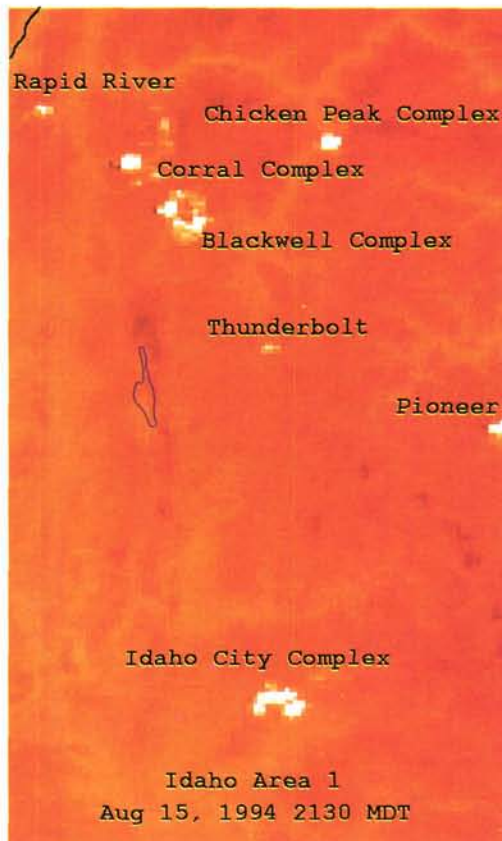 Rapid River
Chicken Peak Complex
Corral Complex
Blackwell Complex
Thunderbolt
Pioneer
Idaho City Complex
Idaho Area 1
Aug 15, 1994 2130 MDT